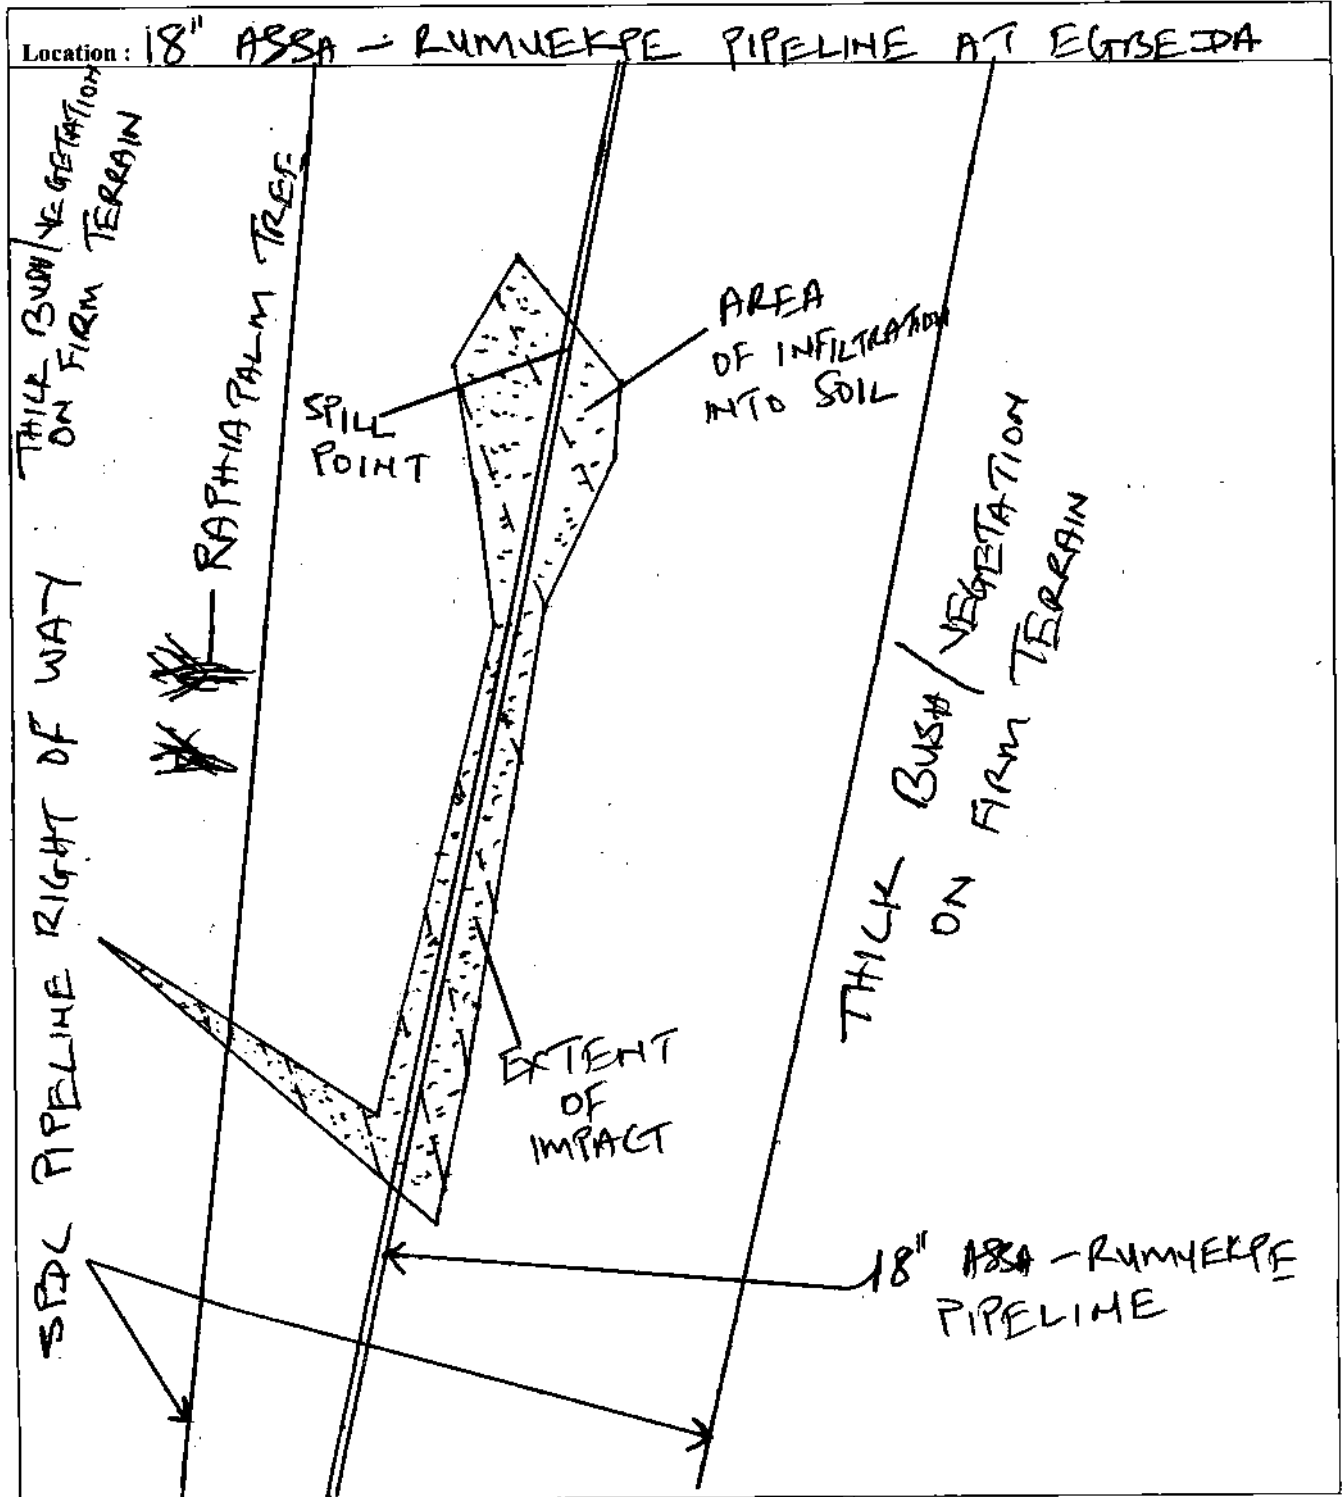 Location : 18" ASSA - RUMUEKPE PIPELINE AT EGBEDA
THICK BUSH/VEGETATION
ON FIRM TERRAIN
RAPHIA PALM TREE
SPILL
POINT
AREA
OF INFILTRATION
INTO SOIL
SPDC PIPELINE RIGHT OF WAY
THICK BUSH/VEGETATION
ON FIRM TERRAIN
EXTENT
OF
IMPACT
18" ASSA - RUMUEKPE
PIPELINE